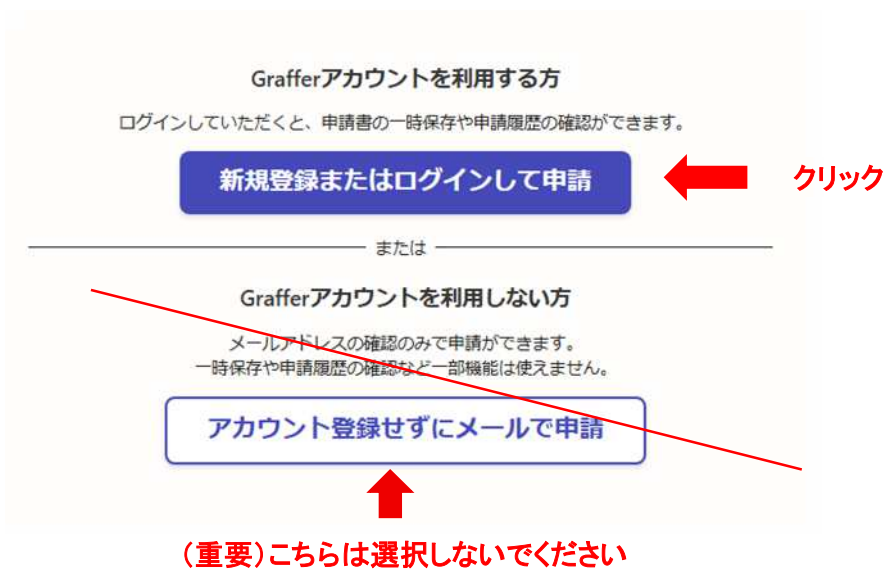 Grafferアカウントを利用する方
ログインしていただくと、申請書の一時保存や申請履歴の確認ができます。
新規登録またはログインして申請
クリック
または
Grafferアカウントを利用しない方
メールアドレスの確認のみで申請ができます。
一時保存や申請履歴の確認など一部機能は使えません。
アカウント登録せずにメールで申請
（重要）こちらは選択しないでください